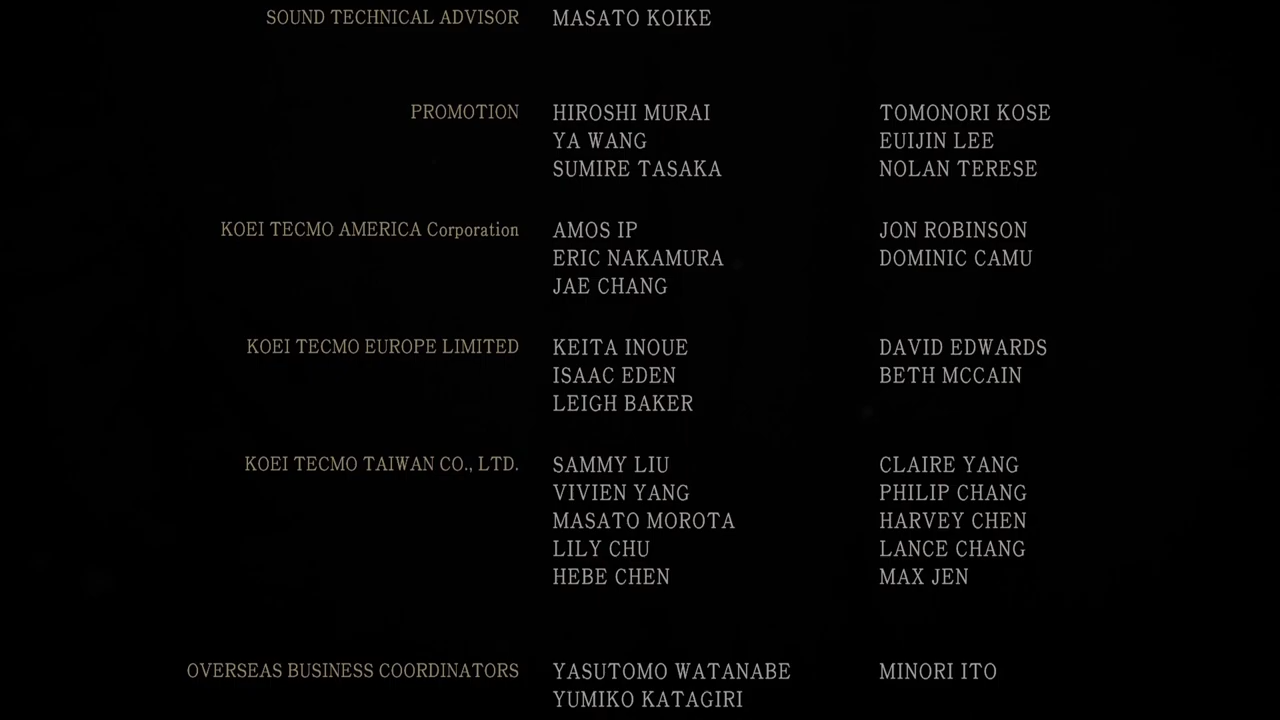 SOUND TECHNICAL ADVISOR MASATO KOIKE
PROMOTION HIROSHI MURAI TOMONORI KOSE
YA WANG EUIJIN LEE
SUMIRE TASAKA NOLAN TERESE
KOEI TECMO AMERICA Corporation AMOS IP JON ROBINSON
ERIC NAKAMURA DOMINIC CAMU
JAE CHANG
KOEI TECMO EUROPE LIMITED KEITA INOUE DAVID EDWARDS
ISAAC EDEN BETH MCCAIN
LEIGH BAKER
KOEI TECMO TAIWAN CO., LTD. SAMMY LIU CLAIRE YANG
VIVIEN YANG PHILIP CHANG
MASATO MOROTA HARVEY CHEN
LILY CHU LANCE CHANG
HEBE CHEN MAX JEN
OVERSEAS BUSINESS COORDINATORS YASUTOMO WATANABE MINORI ITO
YUMIKO KATAGIRI